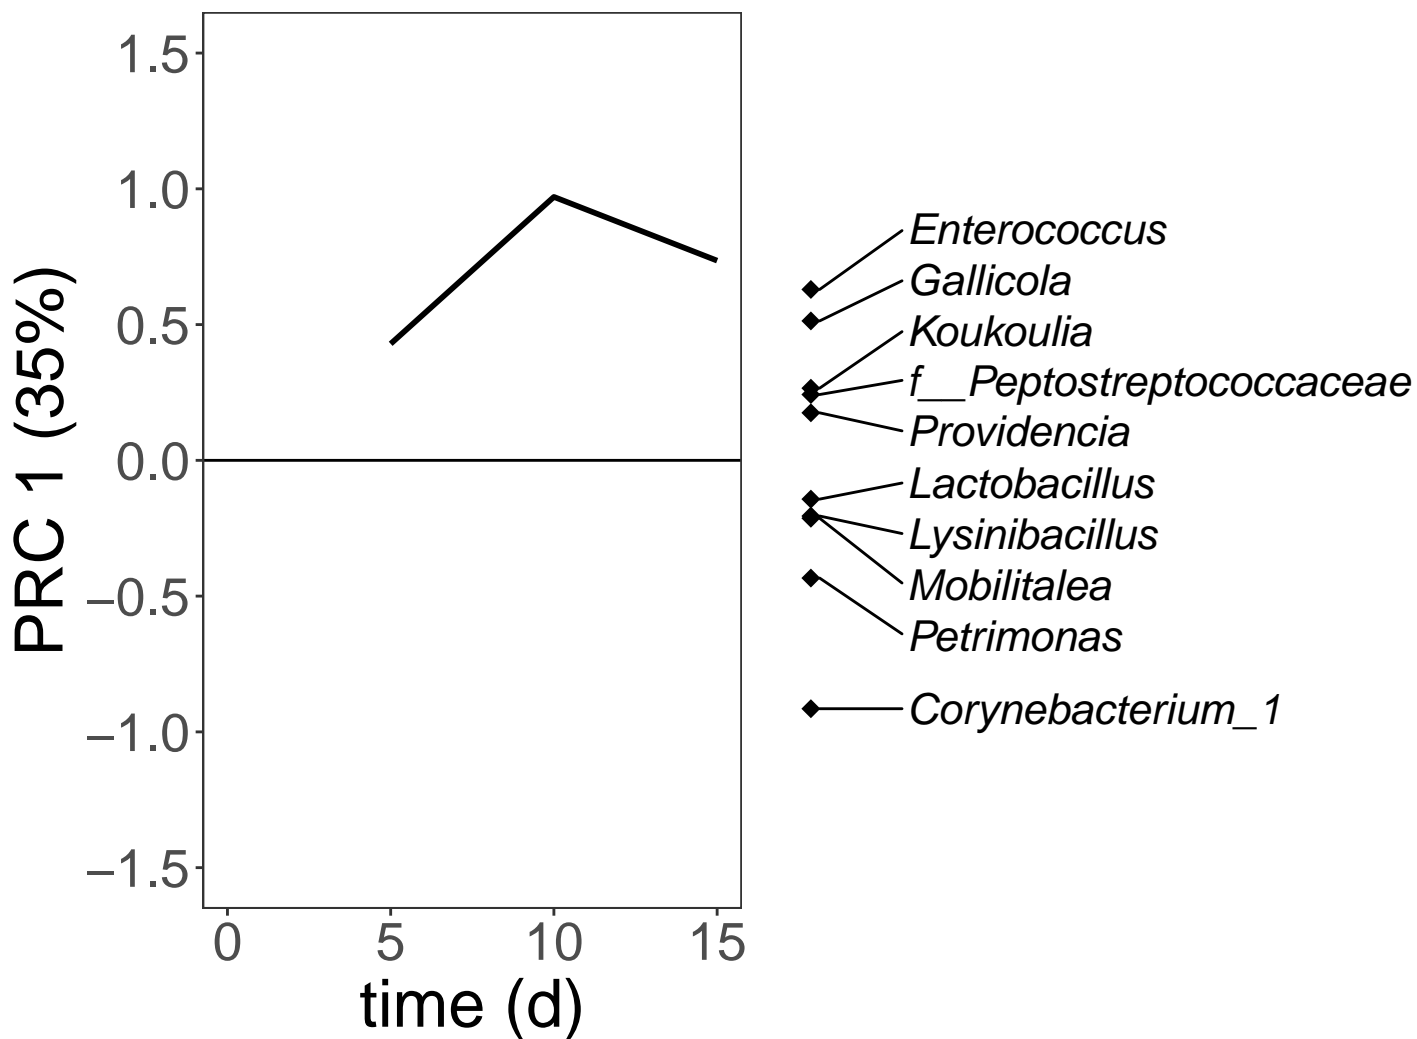 PRC 1 (35%)
1.5
1.0
0.5
0.0
−0.5
−1.0
−1.5
0 5 10 15
time (d)
Enterococcus
Gallicola
Koukoulia
f__Peptostreptococcaceae
Providencia
Lactobacillus
Lysinibacillus
Mobilitalea
Petrimonas
Corynebacterium_1